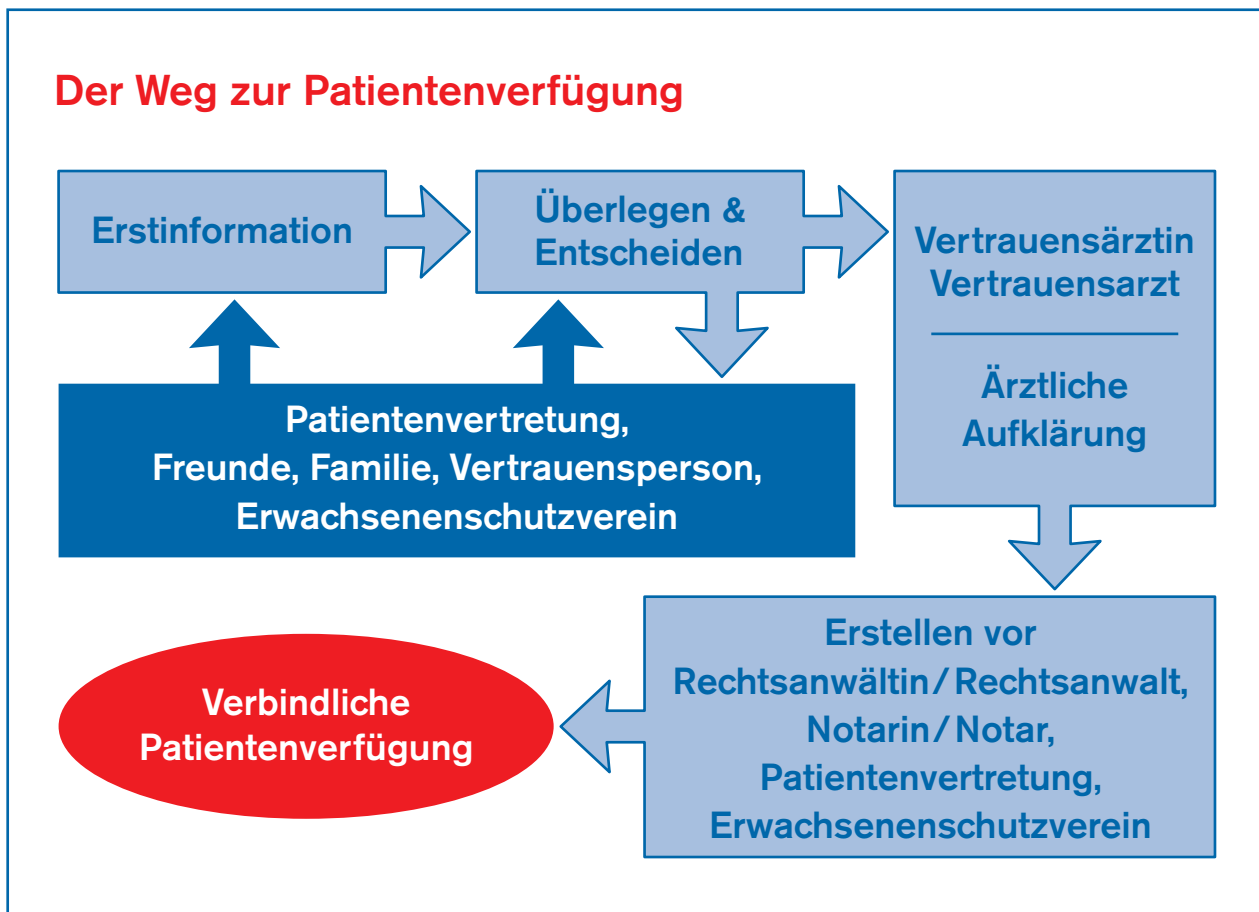 Der Weg zur Patientenverfügung
Erstinformation
Überlegen &
Entscheiden
Vertrauensärztin
Vertrauensarzt
Ärztliche
Aufklärung
Patientenvertretung,
Freunde, Familie, Vertrauensperson,
Erwachsenenschutzverein
Erstellen vor
Rechtsanwältin/Rechtsanwalt,
Notarin/Notar,
Patientenvertretung,
Erwachsenenschutzverein
Verbindliche
Patientenverfügung